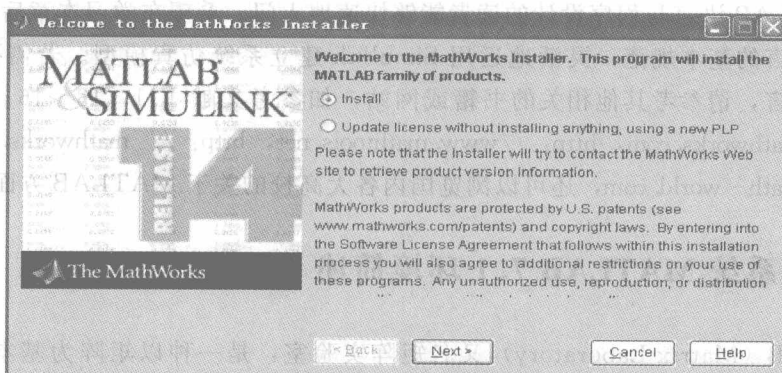 Welcome to the MathWorks Installer
MATLAB®
SIMULINK®
RELEASE
14
The MathWorks
Welcome to the MathWorks Installer. This program will install the
MATLAB family of products.
Install
Update license without installing anything, using a new PLP
Please note that the Installer will try to contact the MathWorks Web
site to retrieve product version information.
MathWorks products are protected by U.S. patents (see
www.mathworks.com/patents) and copyright laws. By entering into
the Software License Agreement that follows within this installation
process you will also agree to additional restrictions on your use of
these programs. Any unauthorized use, reproduction, or distribution
< Back
Next >
Cancel
Help